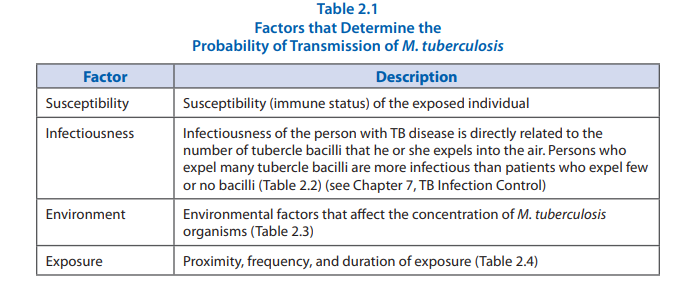 Table 2.1
Factors that Determine the
Probability of Transmission of M. tuberculosis
Factor
Description
Susceptibility
Susceptibility (immune status) of the exposed individual
Infectiousness
Infectiousness of the person with TB disease is directly related to the
number of tubercle bacilli that he or she expels into the air. Persons who
expel many tubercle bacilli are more infectious than patients who expel few
or no bacilli (Table 2.2) (see Chapter 7, TB Infection Control)
Environment
Environmental factors that affect the concentration of M. tuberculosis
organisms (Table 2.3)
Exposure
Proximity, frequency, and duration of exposure (Table 2.4)